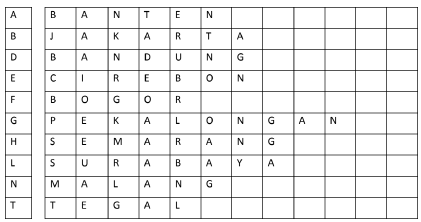 A B A N T E N
B J A K A R T A
D B A N D U N G
E C I R E B O N
F B O G O R
G P E K A L O N G A N
H S E M A R A N G
L S U R A B A Y A
N M A L A N G
T T E G A L